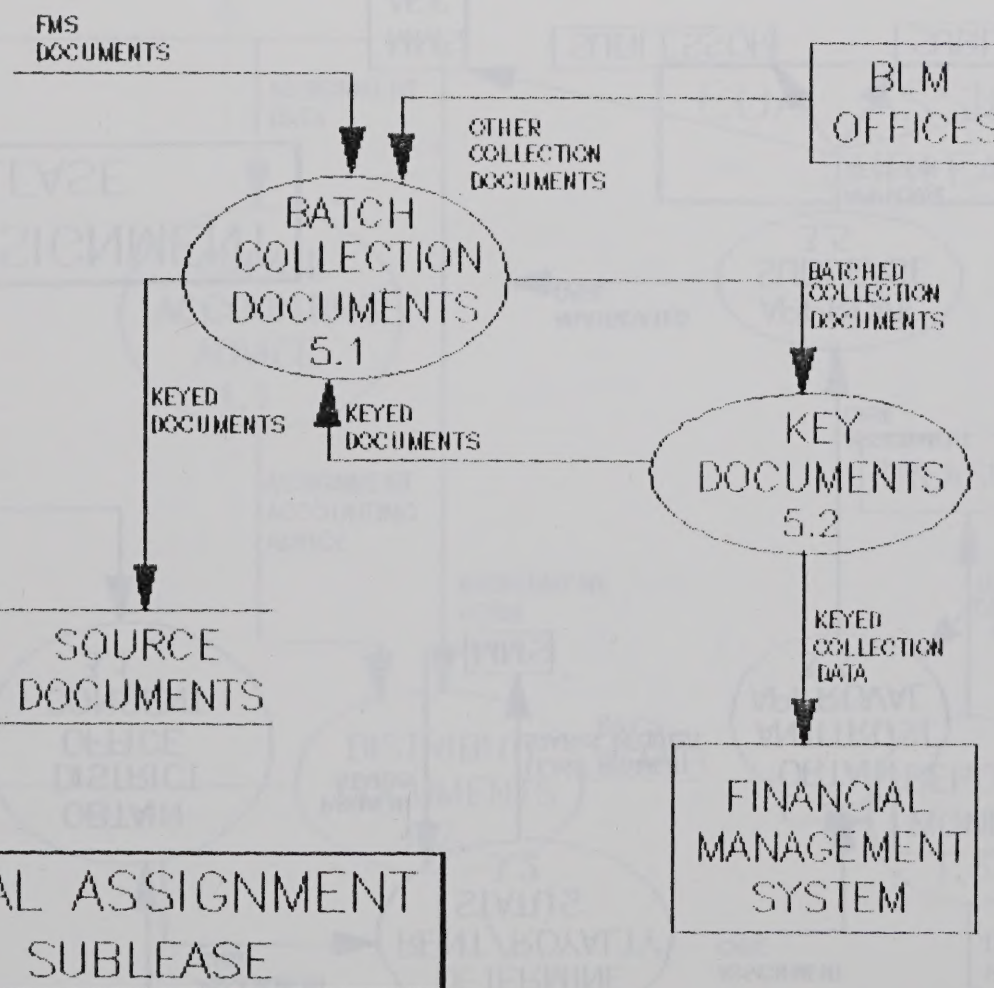 FMS
DOCUMENTS
BLM
OFFICES
OTHER
COLLECTION
DOCUMENTS
BATCH
COLLECTION
DOCUMENTS
5.1
BATCHED
COLLECTION
DOCUMENTS
KEYED
DOCUMENTS
KEYED
DOCUMENTS
KEY
DOCUMENTS
5.2
SOURCE
DOCUMENTS
KEYED
COLLECTION
DATA
FINANCIAL
MANAGEMENT
SYSTEM
ASSIGNMENT
SUBLEASE